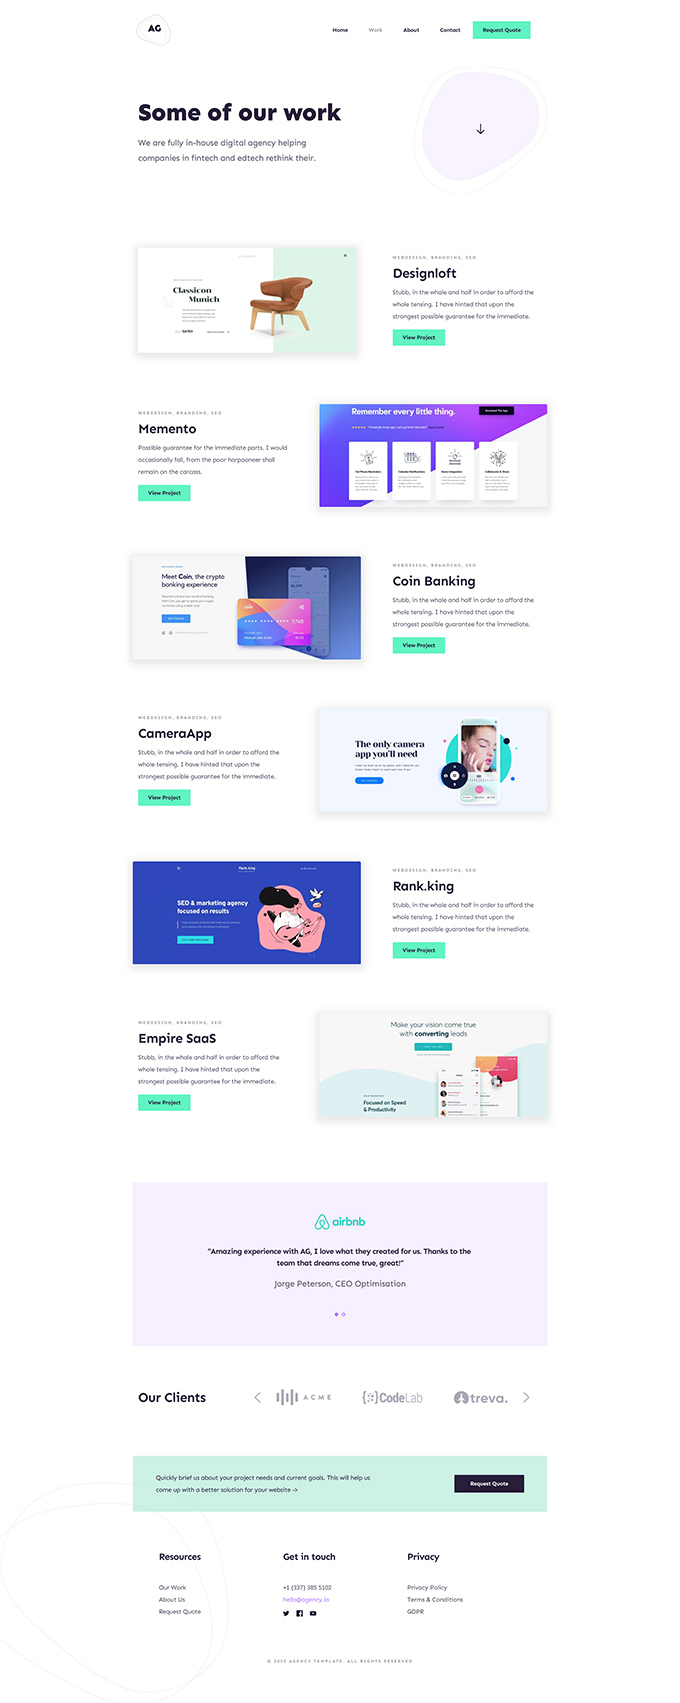 AG
Home
Work
About
Contact
Request Quote
Some of our work
We are fully in-house digital agency helping
companies in fintech and edtech rethink their.
Classicon
Munich
WEBDESIGN, BRANDING, SEO
Designloft
Stubb, in the whole and half in order to afford the
whole tensing. I have hinted that upon the
strongest possible guarantee for the immediate.
View Project
WEBDESIGN, BRANDING, SEO
Memento
Possible guarantee for the immediate parts. I would
occasionally fall, from the poor harpooneer shall
remain on the carcass.
View Project
Remember every little thing.
Download The App
Meet Coin, the crypto
banking experience
coin
$748
WEBDESIGN, BRANDING, SEO
Coin Banking
Stubb, in the whole and half in order to afford the
whole tensing. I have hinted that upon the
strongest possible guarantee for the immediate.
View Project
WEBDESIGN, BRANDING, SEO
CameraApp
Stubb, in the whole and half in order to afford the
whole tensing. I have hinted that upon the
strongest possible guarantee for the immediate.
View Project
The only camera
app you'll need
Rank.king
SEO & marketing agency
focused on results
WEBDESIGN, BRANDING, SEO
Rank.king
Stubb, in the whole and half in order to afford the
whole tensing. I have hinted that upon the
strongest possible guarantee for the immediate.
View Project
WEBDESIGN, BRANDING, SEO
Empire SaaS
Stubb, in the whole and half in order to afford the
whole tensing. I have hinted that upon the
strongest possible guarantee for the immediate.
View Project
Make your vision come true
with converting leads
Focused on Speed
& Productivity
airbnb
"Amazing experience with AG, I love what they created for us. Thanks to the
team that dreams come true, great!"
Jorge Peterson, CEO Optimisation
Our Clients
ACME
{CodeLab
treva.
Quickly brief us about your project needs and current goals. This will help us
come up with a better solution for your website ->
Request Quote
Resources
Our Work
About Us
Request Quote
Get in touch
+1 (337) 385 5102
hello@agency.io
Privacy
Privacy Policy
Terms & Conditions
GDPR
© 2020 AGENCY TEMPLATE. ALL RIGHTS RESERVED